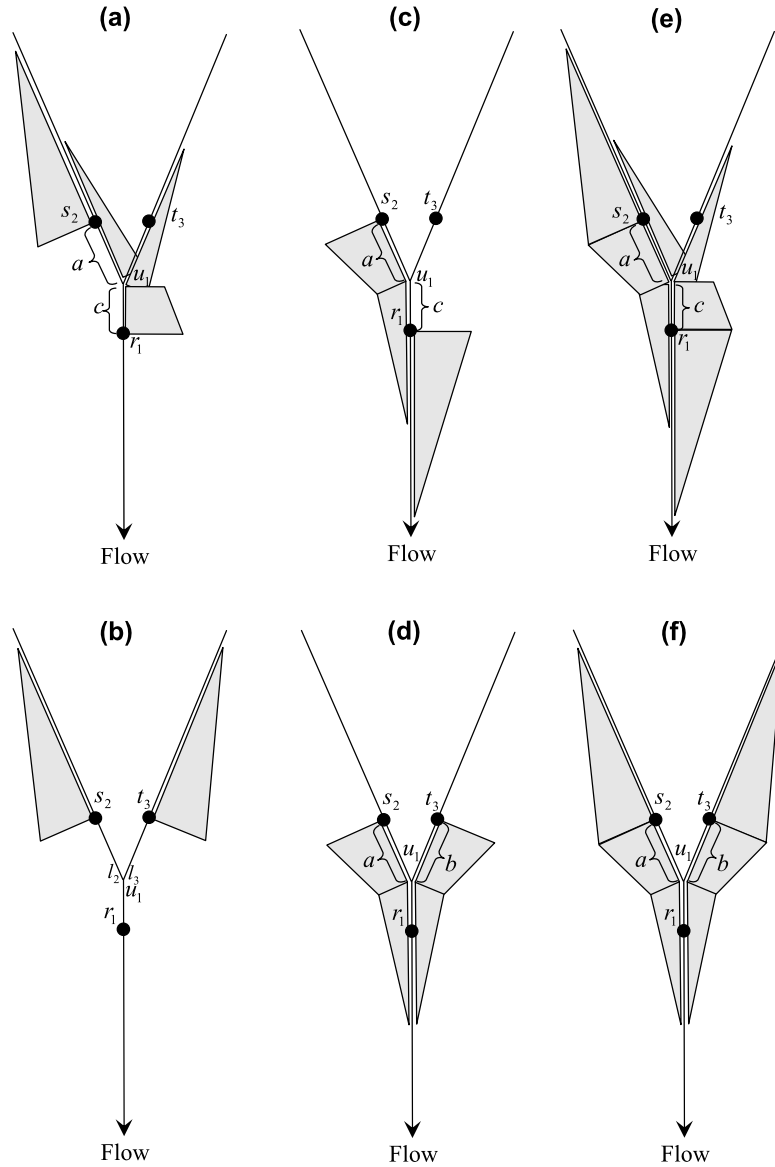 (a) (c) (e)
s2 t3 s2 t3 s2 t3
a u1 a u1 a u1
c r1 c c
r1 r1
Flow Flow Flow
(b) (d) (f)
s2 t3 s2 t3 s2 t3
l2 l3 u1 a b u1 a b
u1
r1 r1 r1
Flow Flow Flow